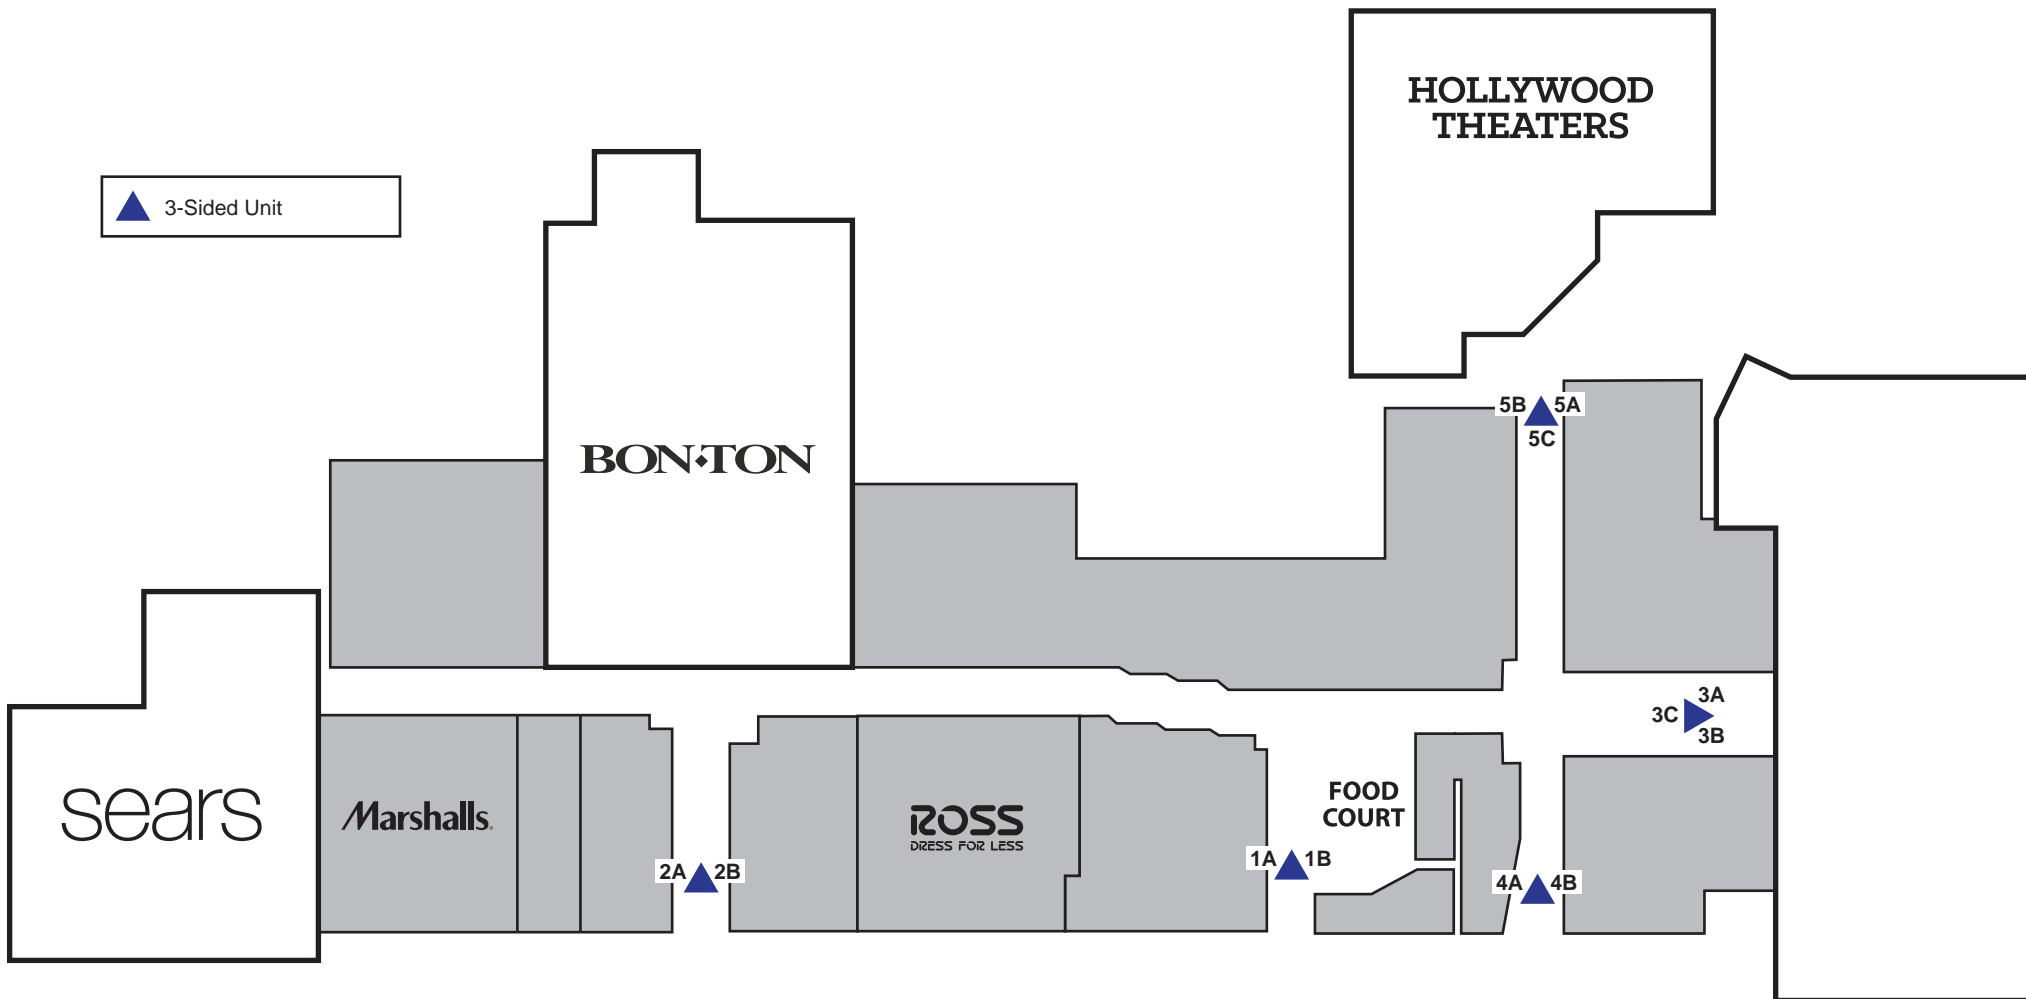 HOLLYWOOD
THEATERS
3-Sided Unit
5B 5A
5C
BON·TON
3A
3C
3B
sears
Marshalls.
ROSS
DRESS FOR LESS
FOOD
COURT
2A 2B
1A 1B
4A 4B